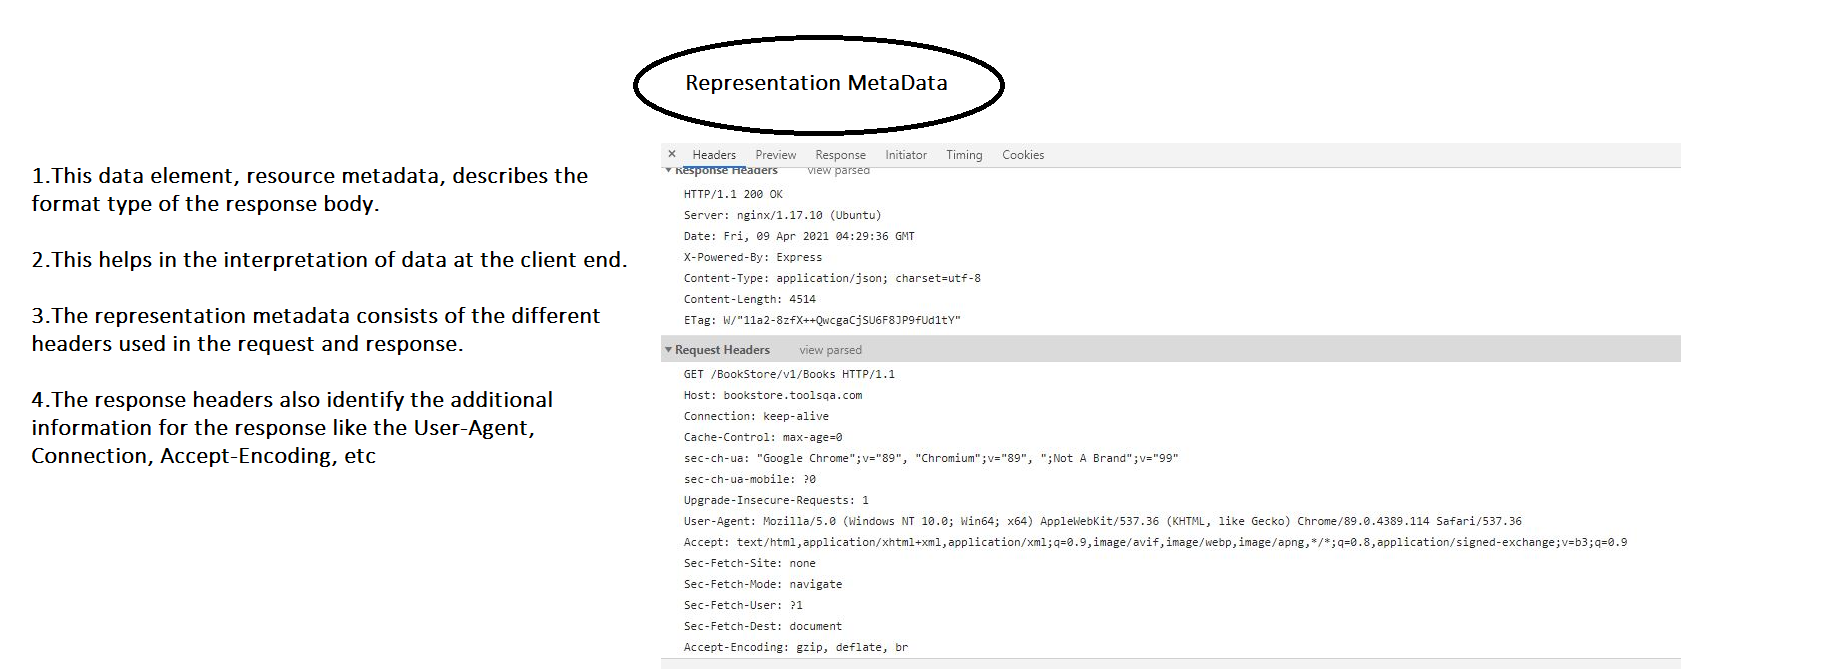 Representation MetaData
1.This data element, resource metadata, describes the
format type of the response body.
2.This helps in the interpretation of data at the client end.
3.The representation metadata consists of the different
headers used in the request and response.
4.The response headers also identify the additional
information for the response like the User-Agent,
Connection, Accept-Encoding, etc
× Headers Preview Response Initiator Timing Cookies
▼ Response Headers view parsed
HTTP/1.1 200 OK
Server: nginx/1.17.10 (Ubuntu)
Date: Fri, 09 Apr 2021 04:29:36 GMT
X-Powered-By: Express
Content-Type: application/json; charset=utf-8
Content-Length: 4514
ETag: W/"11a2-8zfX++QwcgaCjSU6F8JP9fUd1tY"
▼ Request Headers view parsed
GET /BookStore/v1/Books HTTP/1.1
Host: bookstore.toolsqa.com
Connection: keep-alive
Cache-Control: max-age=0
sec-ch-ua: "Google Chrome";v="89", "Chromium";v="89", ";Not A Brand";v="99"
sec-ch-ua-mobile: ?0
Upgrade-Insecure-Requests: 1
User-Agent: Mozilla/5.0 (Windows NT 10.0; Win64; x64) AppleWebKit/537.36 (KHTML, like Gecko) Chrome/89.0.4389.114 Safari/537.36
Accept: text/html,application/xhtml+xml,application/xml;q=0.9,image/avif,image/webp,image/apng,*/*;q=0.8,application/signed-exchange;v=b3;q=0.9
Sec-Fetch-Site: none
Sec-Fetch-Mode: navigate
Sec-Fetch-User: ?1
Sec-Fetch-Dest: document
Accept-Encoding: gzip, deflate, br